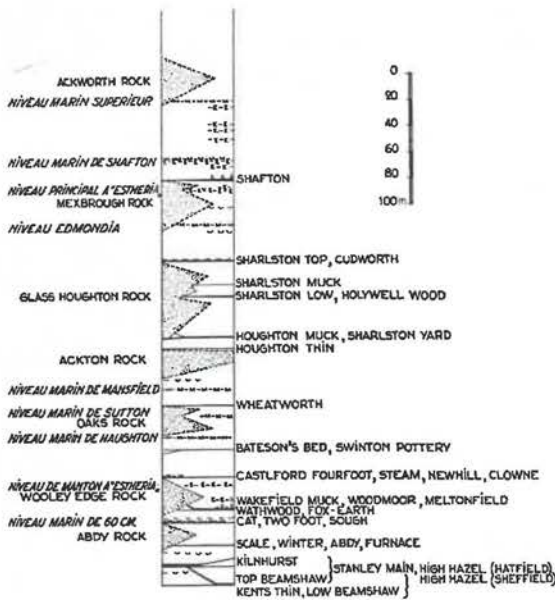 ACKWORTH ROCK
NIVEAU MARIN SUPERIEUR
NIVEAU MARIN DE SHAFTON
NIVEAU PRINCIPAL A'ESTHERIA
MEXBROUGH ROCK
NIVEAU EDMONDIA
GLASS HOUGHTON ROCK
ACKTON ROCK
NIVEAU MARIN DE MANSFIELD
NIVEAU MARIN DE SUTTON
OAKS ROCK
NIVEAU MARIN DE HAUGHTON
NIVEAU DE MANTON A'ESTHERIA
WOOLEY EDGE ROCK
NIVEAU MARIN DE 60 CM.
ABDY ROCK
0
20
40
60
80
100 m.
SHAFTON
SHARLSTON TOP, CUDWORTH
SHARLSTON MUCK
SHARLSTON LOW, HOLYWELL WOOD
HOUGHTON MUCK, SHARLSTON YARD
HOUGHTON THIN
WHEATWORTH
BATESON'S BED, SWINTON POTTERY
CASTLFORD FOURFOOT, STEAM, NEWHILL, CLOWNE
WAKEFIELD MUCK, WOODMOOR, MELTONFIELD
WATHWOOD, FOX-EARTH
CAT, TWO FOOT, SOUGH
SCALE, WINTER, ABDY, FURNACE
KILNHURST
STANLEY MAIN, HIGH HAZEL (HATFIELD)
TOP BEAMSHAW
HIGH HAZEL (SHEFFIELD)
KENTS THIN, LOW BEAMSHAW